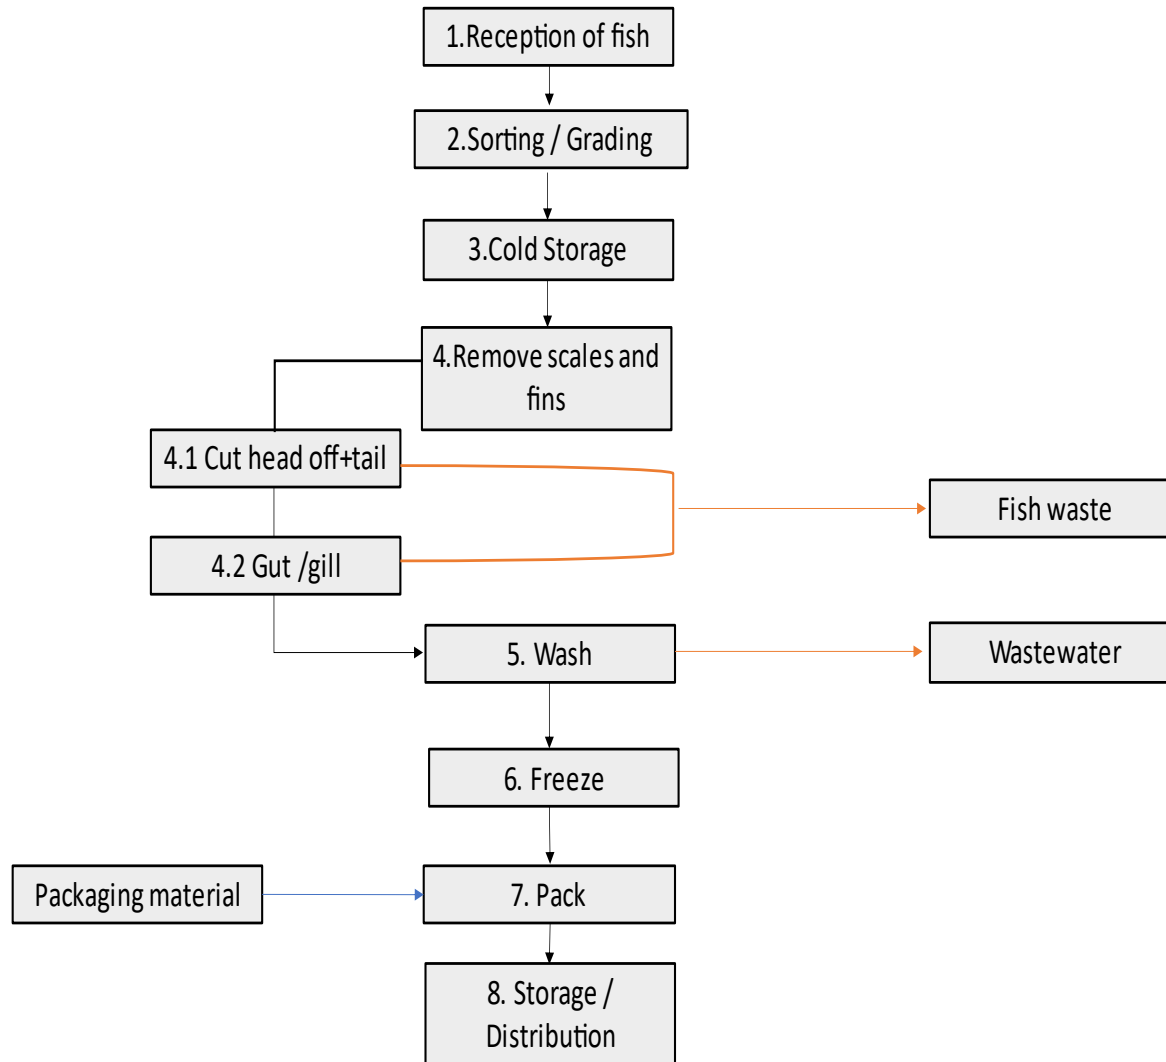 1.Reception of fish
2.Sorting / Grading
3.Cold Storage
4.Remove scales and
fins
4.1 Cut head off+tail
Fish waste
4.2 Gut /gill
5. Wash
Wastewater
6. Freeze
Packaging material
7. Pack
8. Storage /
Distribution